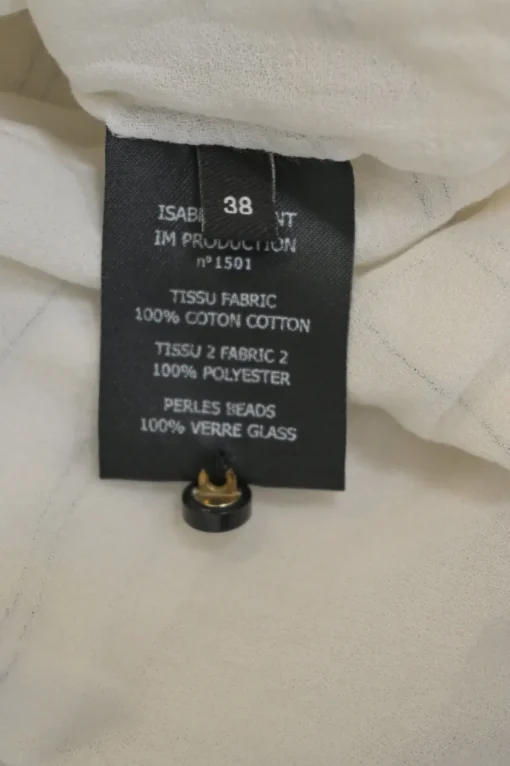 38
IM PRODUCTION
n°1501
TISSU FABRIC
100% COTON COTTON
TISSU 2 FABRIC 2
100% POLYESTER
PERLES BEADS
100% VERRE GLASS